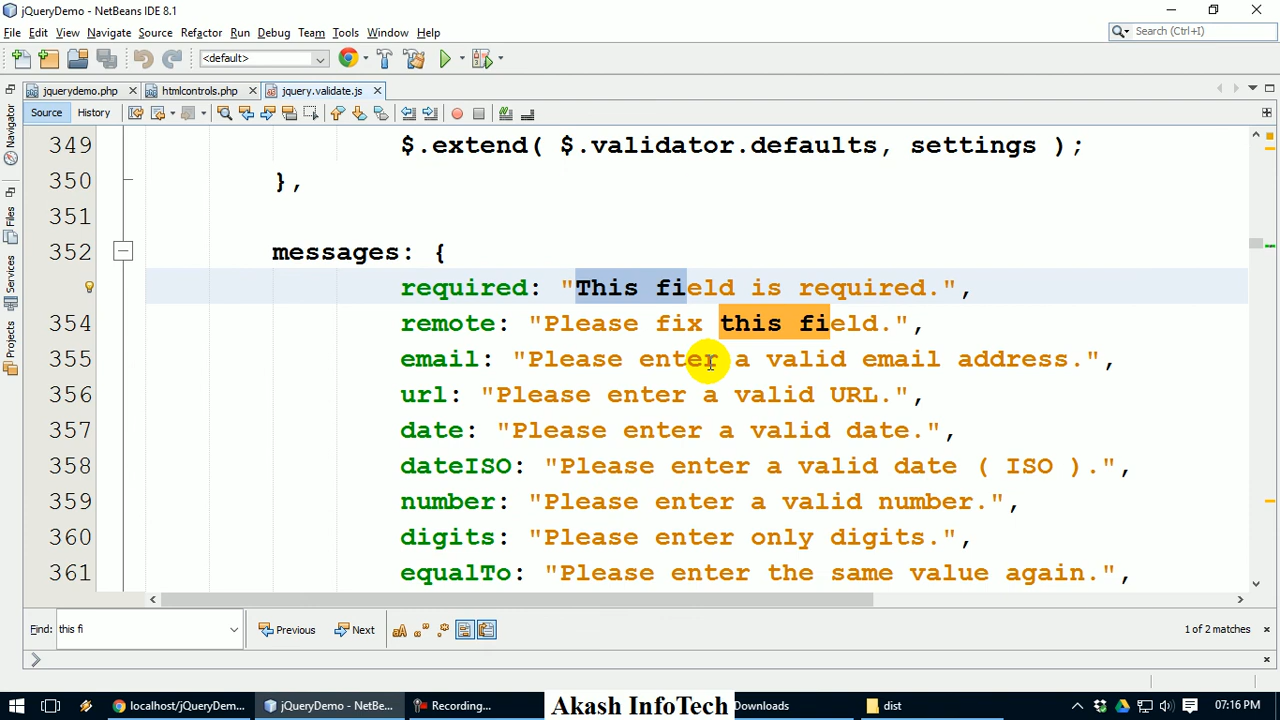 jQueryDemo - NetBeans IDE 8.1
File Edit View Navigate Source Refactor Run Debug Team Tools Window Help
Search (Ctrl+I)
<default>
jquerydemo.php htmlcontrols.php jquery.validate.js
Source History
Navigator
Files
Services
Projects
349 $.extend( $.validator.defaults, settings );
350 },
351
352 messages: {
required: "This field is required.",
354 remote: "Please fix this field.",
355 email: "Please enter a valid email address.",
356 url: "Please enter a valid URL.",
357 date: "Please enter a valid date.",
358 dateISO: "Please enter a valid date ( ISO ).",
359 number: "Please enter a valid number.",
360 digits: "Please enter only digits.",
361 equalTo: "Please enter the same value again.",
Find: this fi Previous Next 1 of 2 matches
localhost/jQueryDem... jQueryDemo - NetBe... Recording... Akash InfoTech Downloads dist 07:16 PM